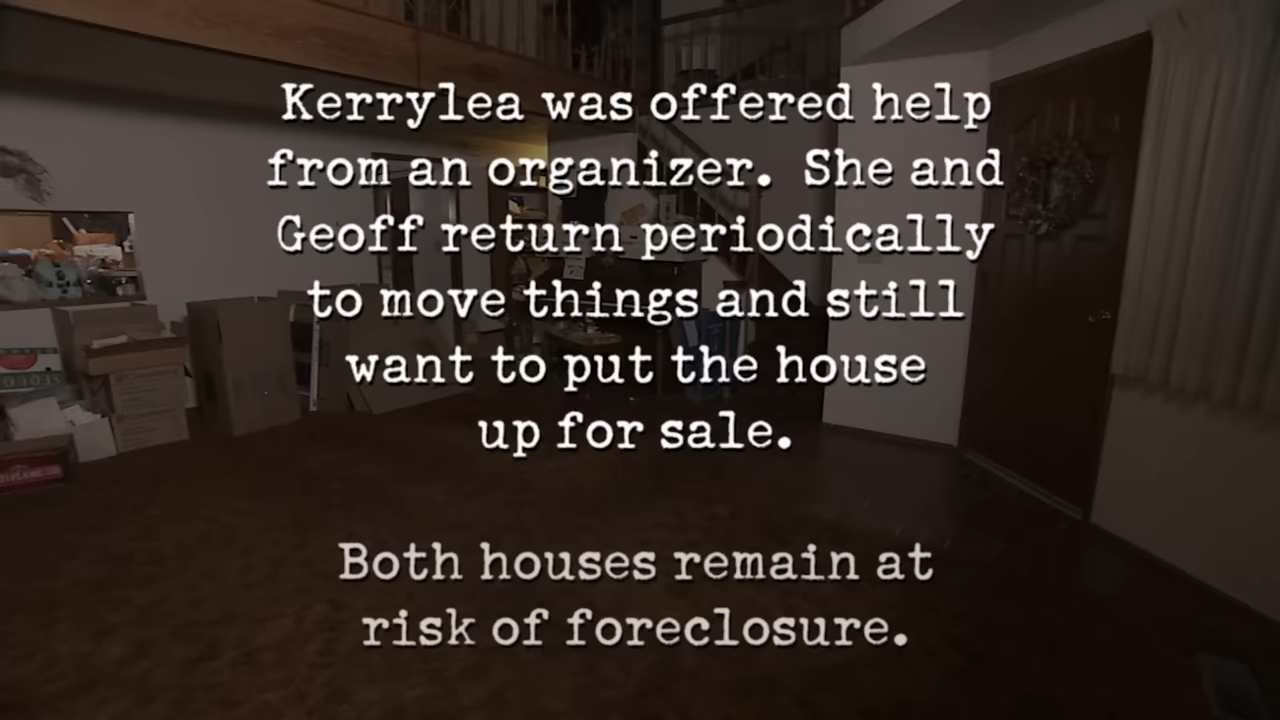 Kerrylea was offered help
from an organizer.  She and
Geoff return periodically
to move things and still
want to put the house
up for sale.
Both houses remain at
risk of foreclosure.